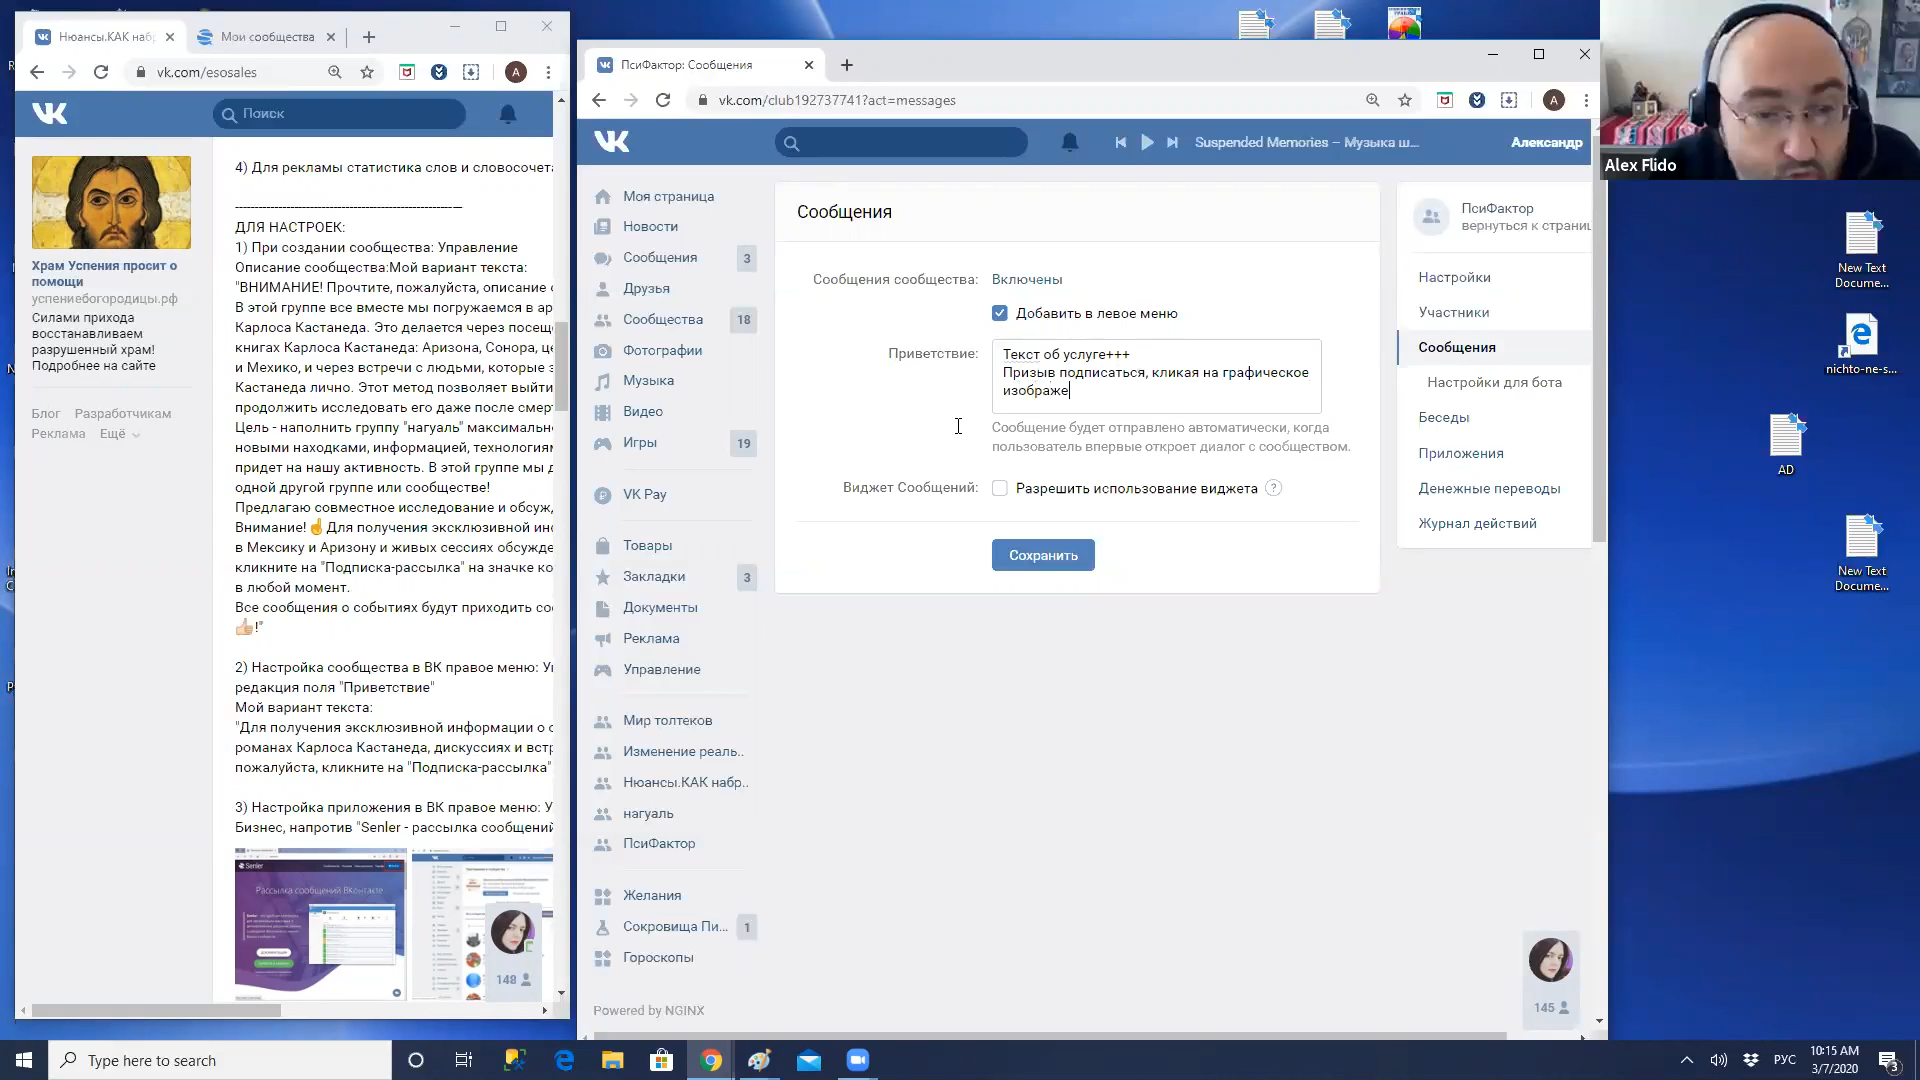 Нюансы.КАК наб
Мои сообщества
vk.com/esosales
Поиск
Храм Успения просит о
помощи
успениебогородицы.рф
Силами прихода
восстанавливаем
разрушенный храм!
Подробнее на сайте
Блог Разработчикам
Реклама Ещё
4) Для рекламы статистика слов и словосочета
ДЛЯ НАСТРОЕК:
1) При создании сообщества: Управление
Описание сообщества:Мой вариант текста:
"ВНИМАНИЕ! Прочтите, пожалуйста, описание
В этой группе все вместе мы погружаемся в ар
Карлоса Кастанеда. Это делается через посещ
книгах Карлоса Кастанеда: Аризона, Сонора, це
и Мехико, и через встречи с людьми, которые
Кастанеда лично. Этот метод позволяет выйти
продолжить исследовать его даже после смерт
Цель - наполнить группу "нагуаль" максимальн
новыми находками, информацией, технология
придет на нашу активность. В этой группе мы
одной другой группе или сообществе!
Предлагаю совместное исследование и обсуж
Внимание!☝Для получения эксклюзивной ин
в Мексику и Аризону и живых сессиях обсужде
кликните на "Подписка-рассылка" на значке ко
в любой момент.
Все сообщения о событиях будут приходить со
👍!"
2) Настройка сообщества в ВК правое меню: У
редакция поля "Приветствие"
Мой вариант текста:
"Для получения эксклюзивной информации о
романах Карлоса Кастанеда, дискуссиях и встр
пожалуйста, кликните на "Подписка-рассылка"
3) Настройка приложения в ВК правое меню: У
Бизнес, напротив "Senler - рассылка сообщений
Senler
Рассылка сообщений ВКонтакте
148
ПсиФактор: Сообщения
vk.com/club192737741?act=messages
Suspended Memories – Музыка ш...
Александр
Моя страница
Новости
Сообщения 3
Друзья
Сообщества 18
Фотографии
Музыка
Видео
Игры 19
VK Pay
Товары
Закладки 3
Документы
Реклама
Управление
Мир толтеков
Изменение реаль..
Нюансы.КАК набр..
нагуаль
ПсиФактор
Желания
Сокровища Пи... 1
Гороскопы
Powered by NGINX
Сообщения
Сообщения сообщества: Включены
Добавить в левое меню
Приветствие:
Текст об услуге+++
Призыв подписаться, кликая на графическое
изображе
Сообщение будет отправлено автоматически, когда
пользователь впервые откроет диалог с сообществом.
Виджет Сообщений: Разрешить использование виджета ?
Сохранить
ПсиФактор
вернуться к страниц
Настройки
Участники
Сообщения
Настройки для бота
Беседы
Приложения
Денежные переводы
Журнал действий
145
Alex Flido
New Text
Docume...
nichto-ne-s...
AD
New Text
Docume...
Type here to search
РУС
10:15 AM
3/7/2020
3